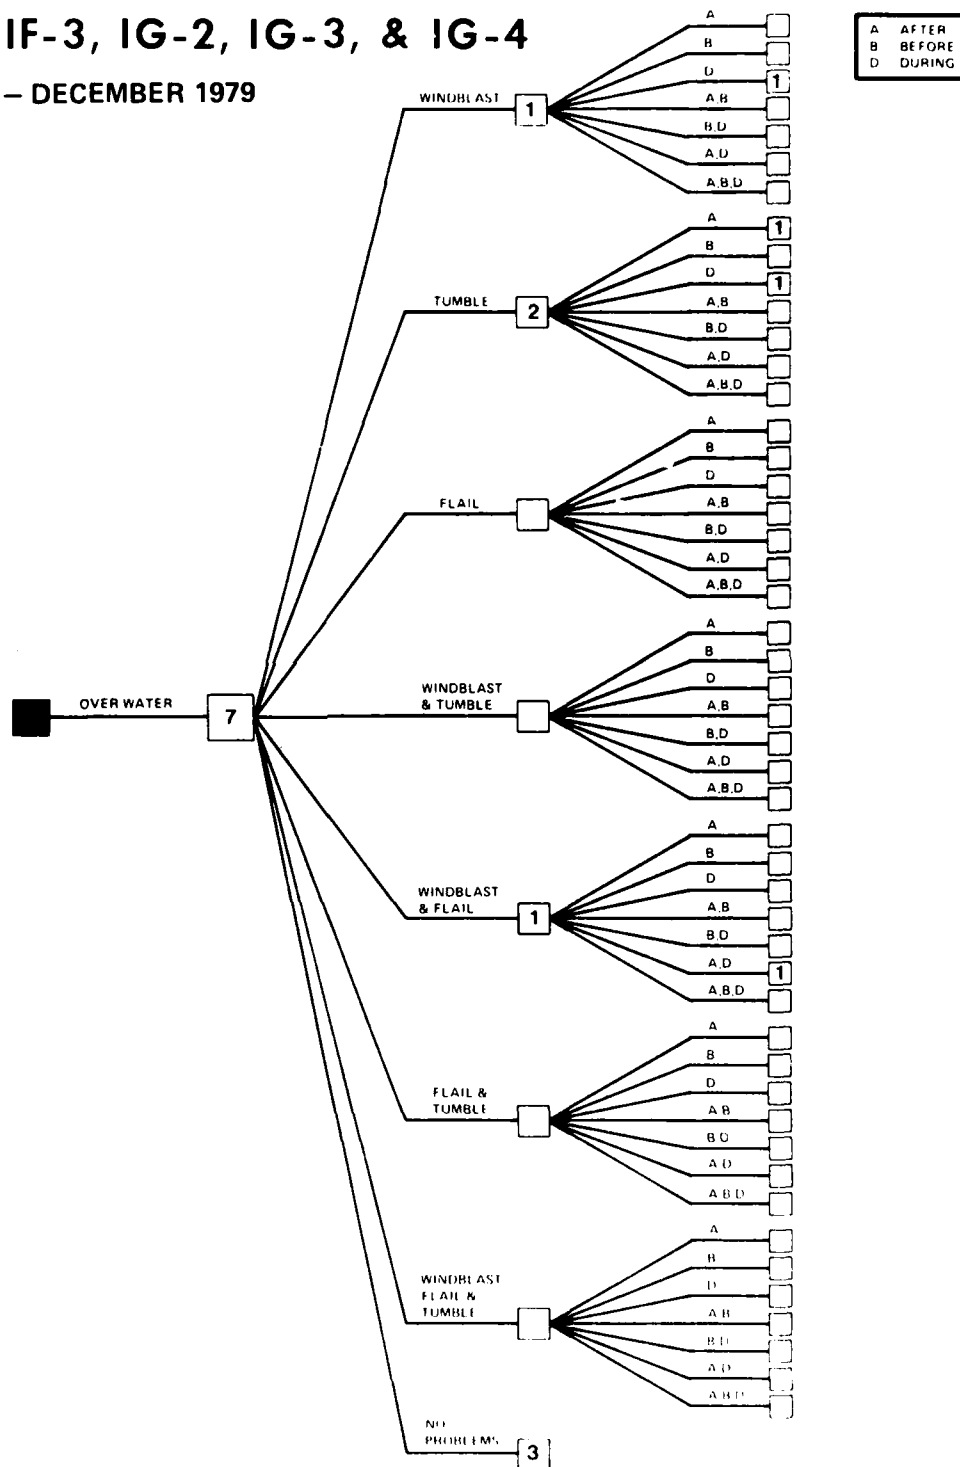 IF-3, IG-2, IG-3, & IG-4
– DECEMBER 1979
A AFTER
B BEFORE
D DURING
OVER WATER
7
WINDBLAST
1
A
B
D
1
A,B
B,D
A,D
A,B,D
TUMBLE
2
A
1
B
D
1
A,B
B,D
A,D
A,B,D
FLAIL
A
B
D
A,B
B,D
A,D
A,B,D
WINDBLAST
& TUMBLE
A
B
D
A,B
B,D
A,D
A,B,D
WINDBLAST
& FLAIL
1
A
B
D
A,B
B,D
A,D
1
A,B,D
FLAIL &
TUMBLE
A
B
D
A B
B D
A D
A B D
WINDBLAST
FLAIL &
TUMBLE
A
B
D
A B
B D
A D
A B D
NO
PROBLEMS
3